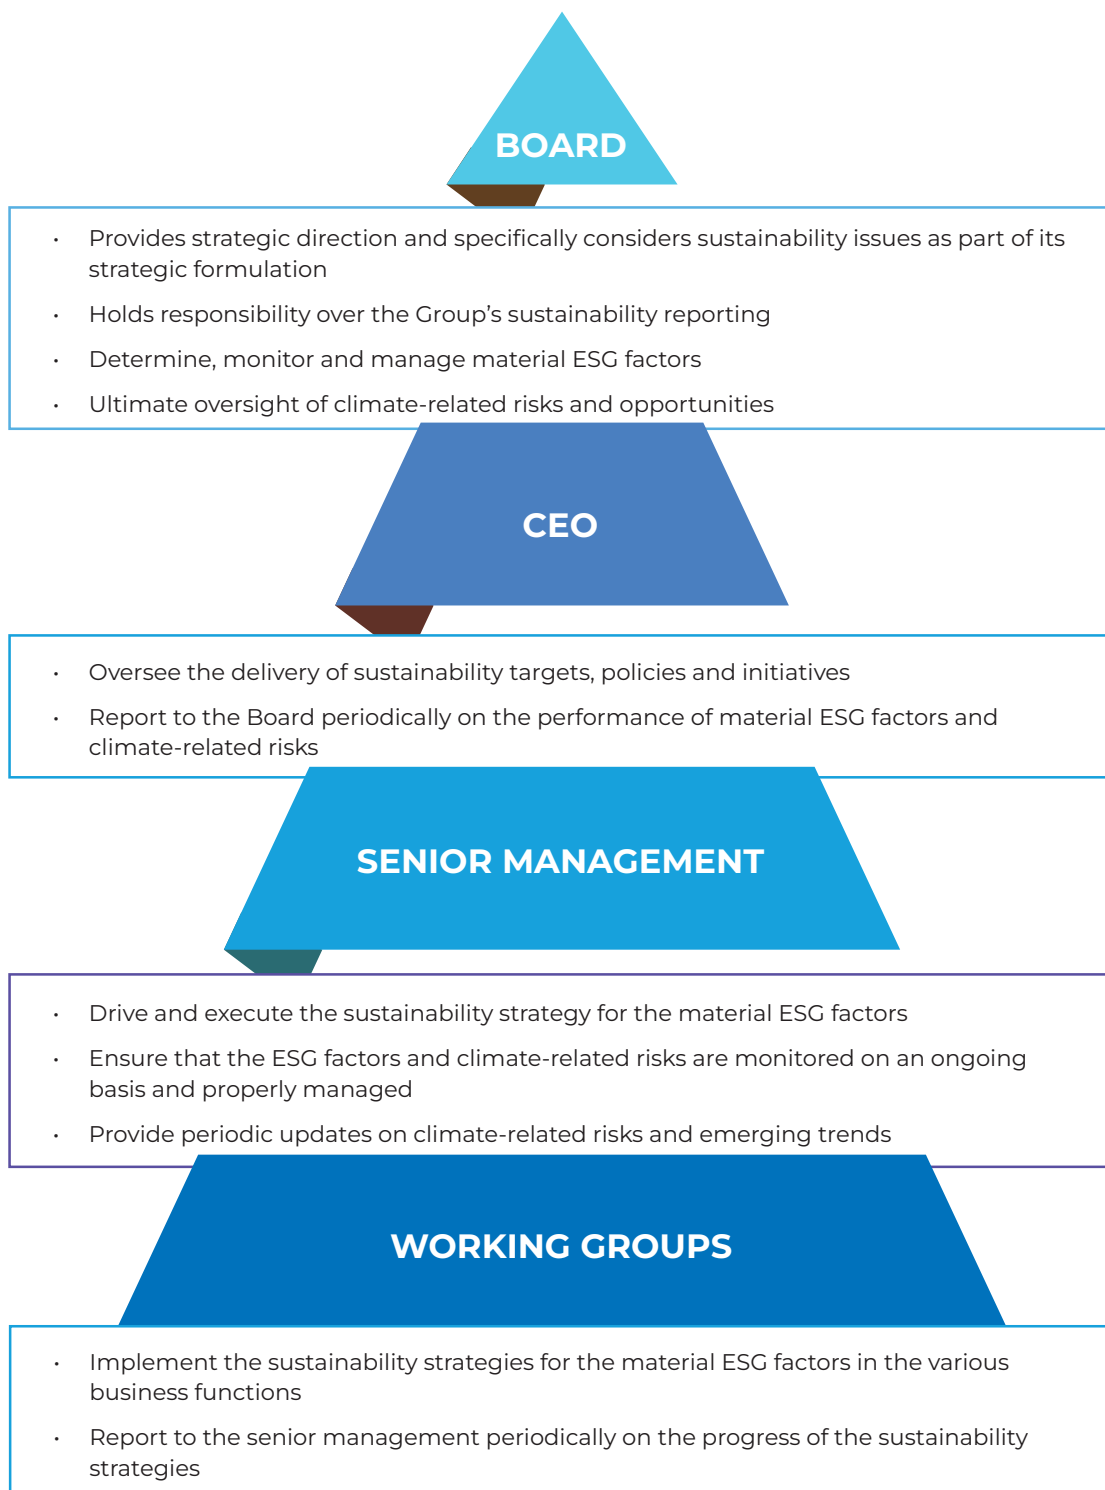 BOARD
• Provides strategic direction and specifically considers sustainability issues as part of its
strategic formulation
• Holds responsibility over the Group’s sustainability reporting
• Determine, monitor and manage material ESG factors
• Ultimate oversight of climate-related risks and opportunities
CEO
• Oversee the delivery of sustainability targets, policies and initiatives
• Report to the Board periodically on the performance of material ESG factors and
climate-related risks
SENIOR MANAGEMENT
• Drive and execute the sustainability strategy for the material ESG factors
• Ensure that the ESG factors and climate-related risks are monitored on an ongoing
basis and properly managed
• Provide periodic updates on climate-related risks and emerging trends
WORKING GROUPS
• Implement the sustainability strategies for the material ESG factors in the various
business functions
• Report to the senior management periodically on the progress of the sustainability
strategies